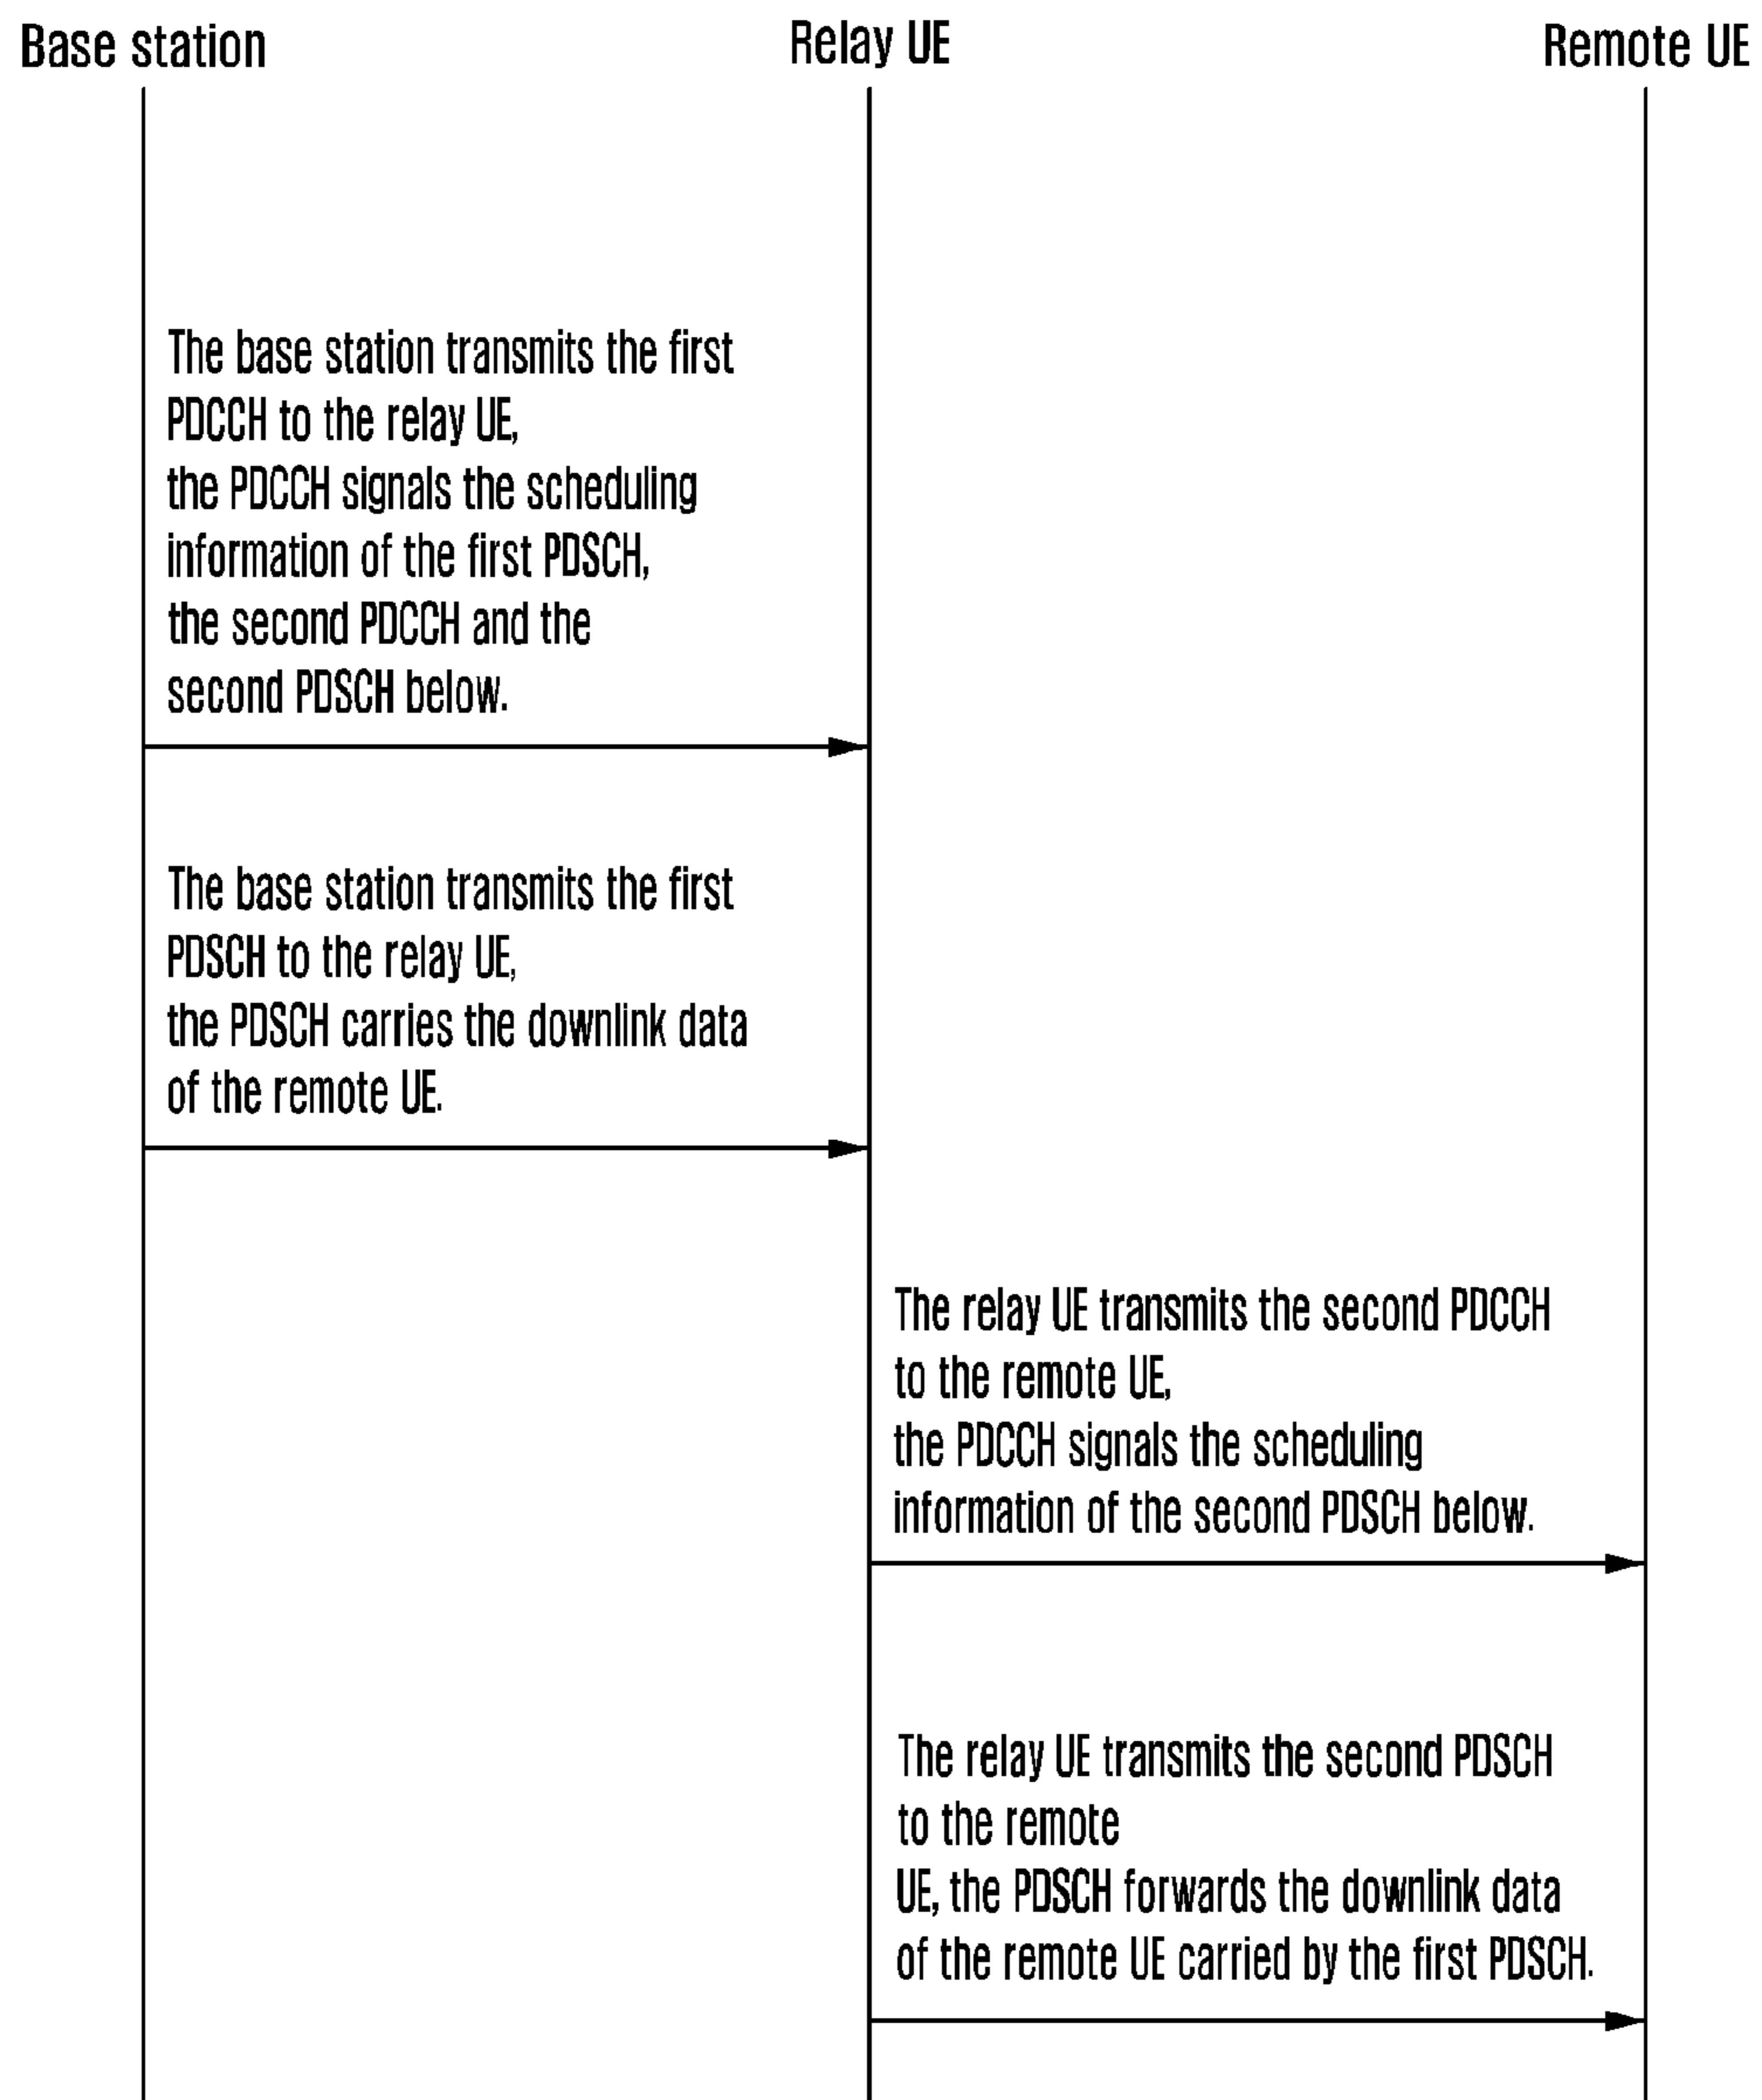 Base station
Relay UE
Remote UE
The base station transmits the first
PDCCH to the relay UE,
the PDCCH signals the scheduling
information of the first PDSCH,
the second PDCCH and the
second PDSCH below.
The base station transmits the first
PDSCH to the relay UE,
the PDSCH carries the downlink data
of the remote UE.
The relay UE transmits the second PDCCH
to the remote UE,
the PDCCH signals the scheduling
information of the second PDSCH below.
The relay UE transmits the second PDSCH
to the remote
UE, the PDSCH forwards the downlink data
of the remote UE carried by the first PDSCH.